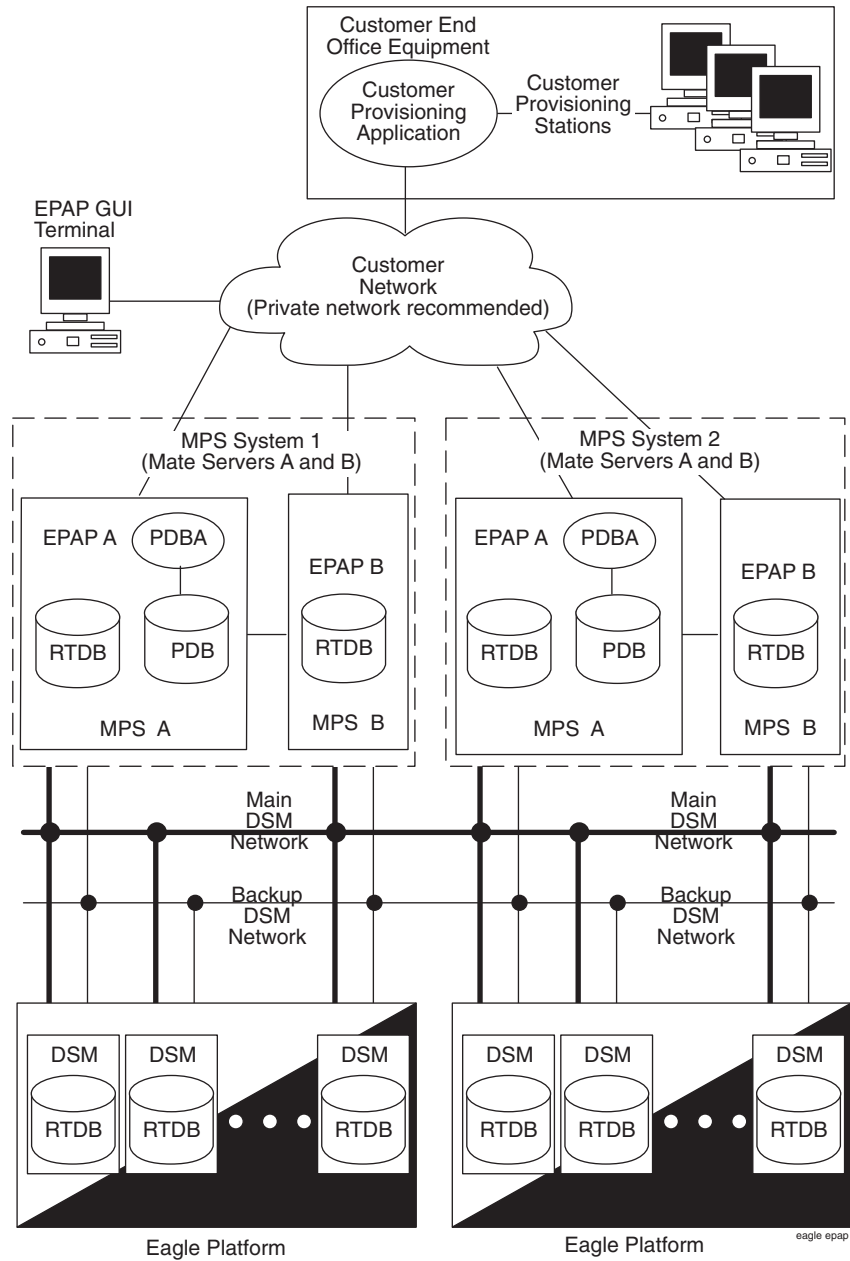 Customer End
Office Equipment
Customer
Provisioning
Application
Customer
Provisioning
Stations
EPAP GUI
Terminal
Customer
Network
(Private network recommended)
MPS System 1
(Mate Servers A and B)
EPAP A
PDBA
RTDB
PDB
MPS A
EPAP B
RTDB
MPS B
MPS System 2
(Mate Servers A and B)
EPAP A
PDBA
RTDB
PDB
MPS A
EPAP B
RTDB
MPS B
Main
DSM
Network
Main
DSM
Network
Backup
DSM
Network
Backup
DSM
Network
DSM
RTDB
DSM
RTDB
DSM
RTDB
Eagle Platform
DSM
RTDB
DSM
RTDB
DSM
RTDB
Eagle Platform
eagle epap